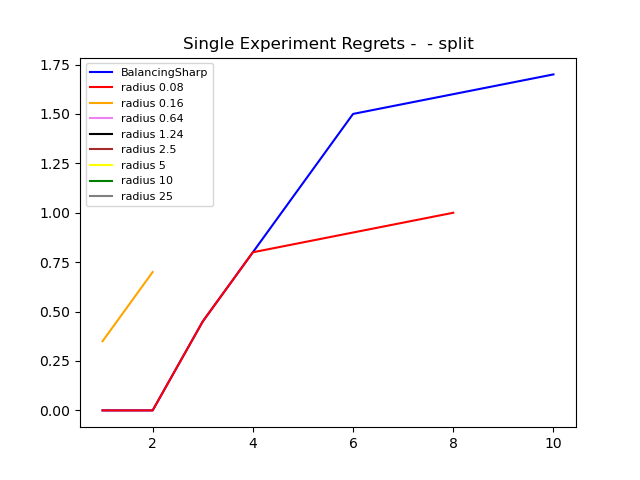 Single Experiment Regrets -  - split
1.75
1.50
1.25
1.00
0.75
0.50
0.25
0.00
BalancingSharp
radius 0.08
radius 0.16
radius 0.64
radius 1.24
radius 2.5
radius 5
radius 10
radius 25
2 4 6 8 10